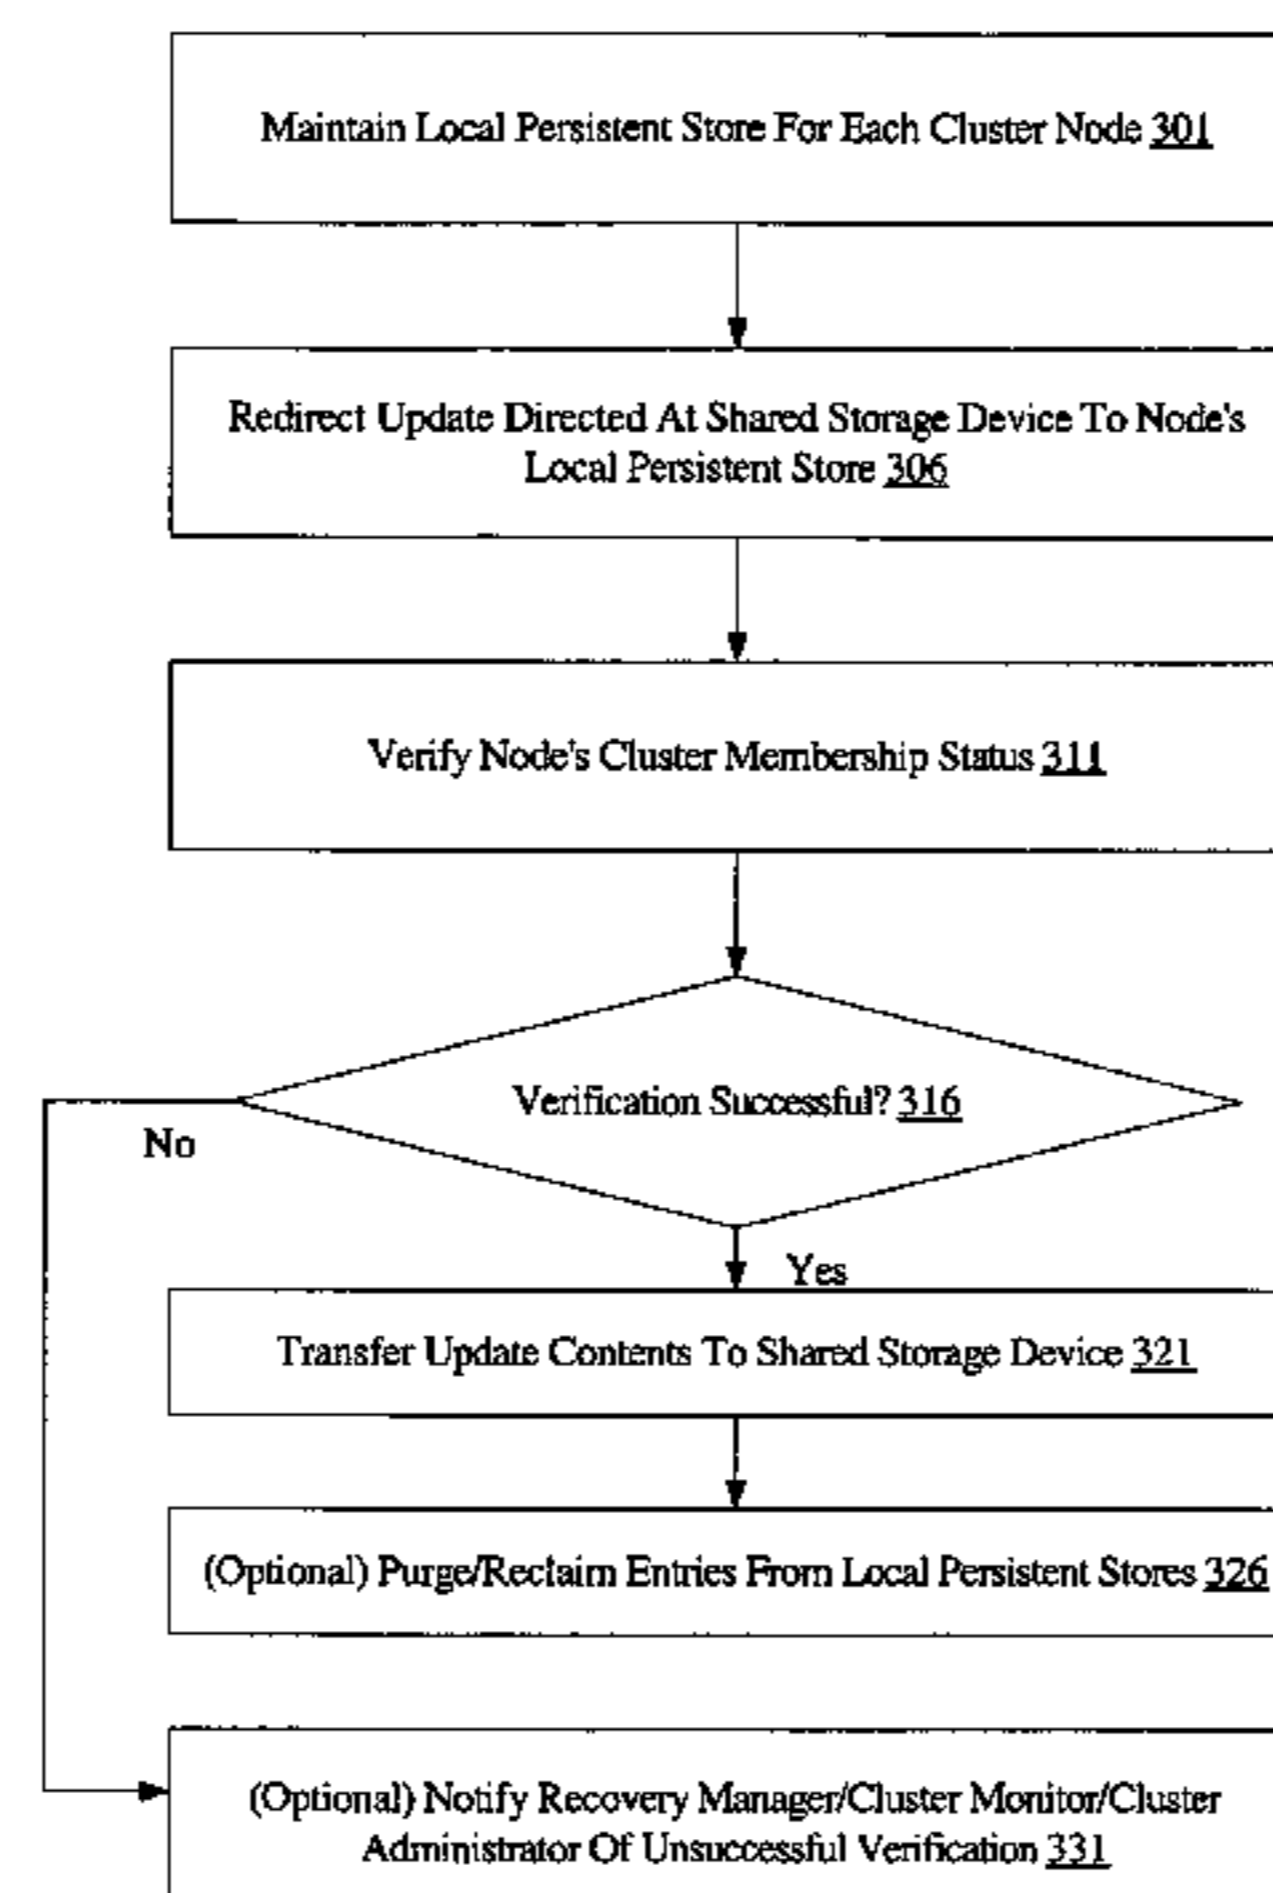 Maintain Local Persistent Store For Each Cluster Node 301
Redirect Update Directed At Shared Storage Device To Node's
Local Persistent Store 306
Verify Node's Cluster Membership Status 311
Verification Successful? 316
No
Yes
Transfer Update Contents To Shared Storage Device 321
(Optional) Purge/Reclaim Entries From Local Persistent Stores 326
(Optional) Notify Recovery Manager/Cluster Monitor/Cluster
Administrator Of Unsuccessful Verification 331